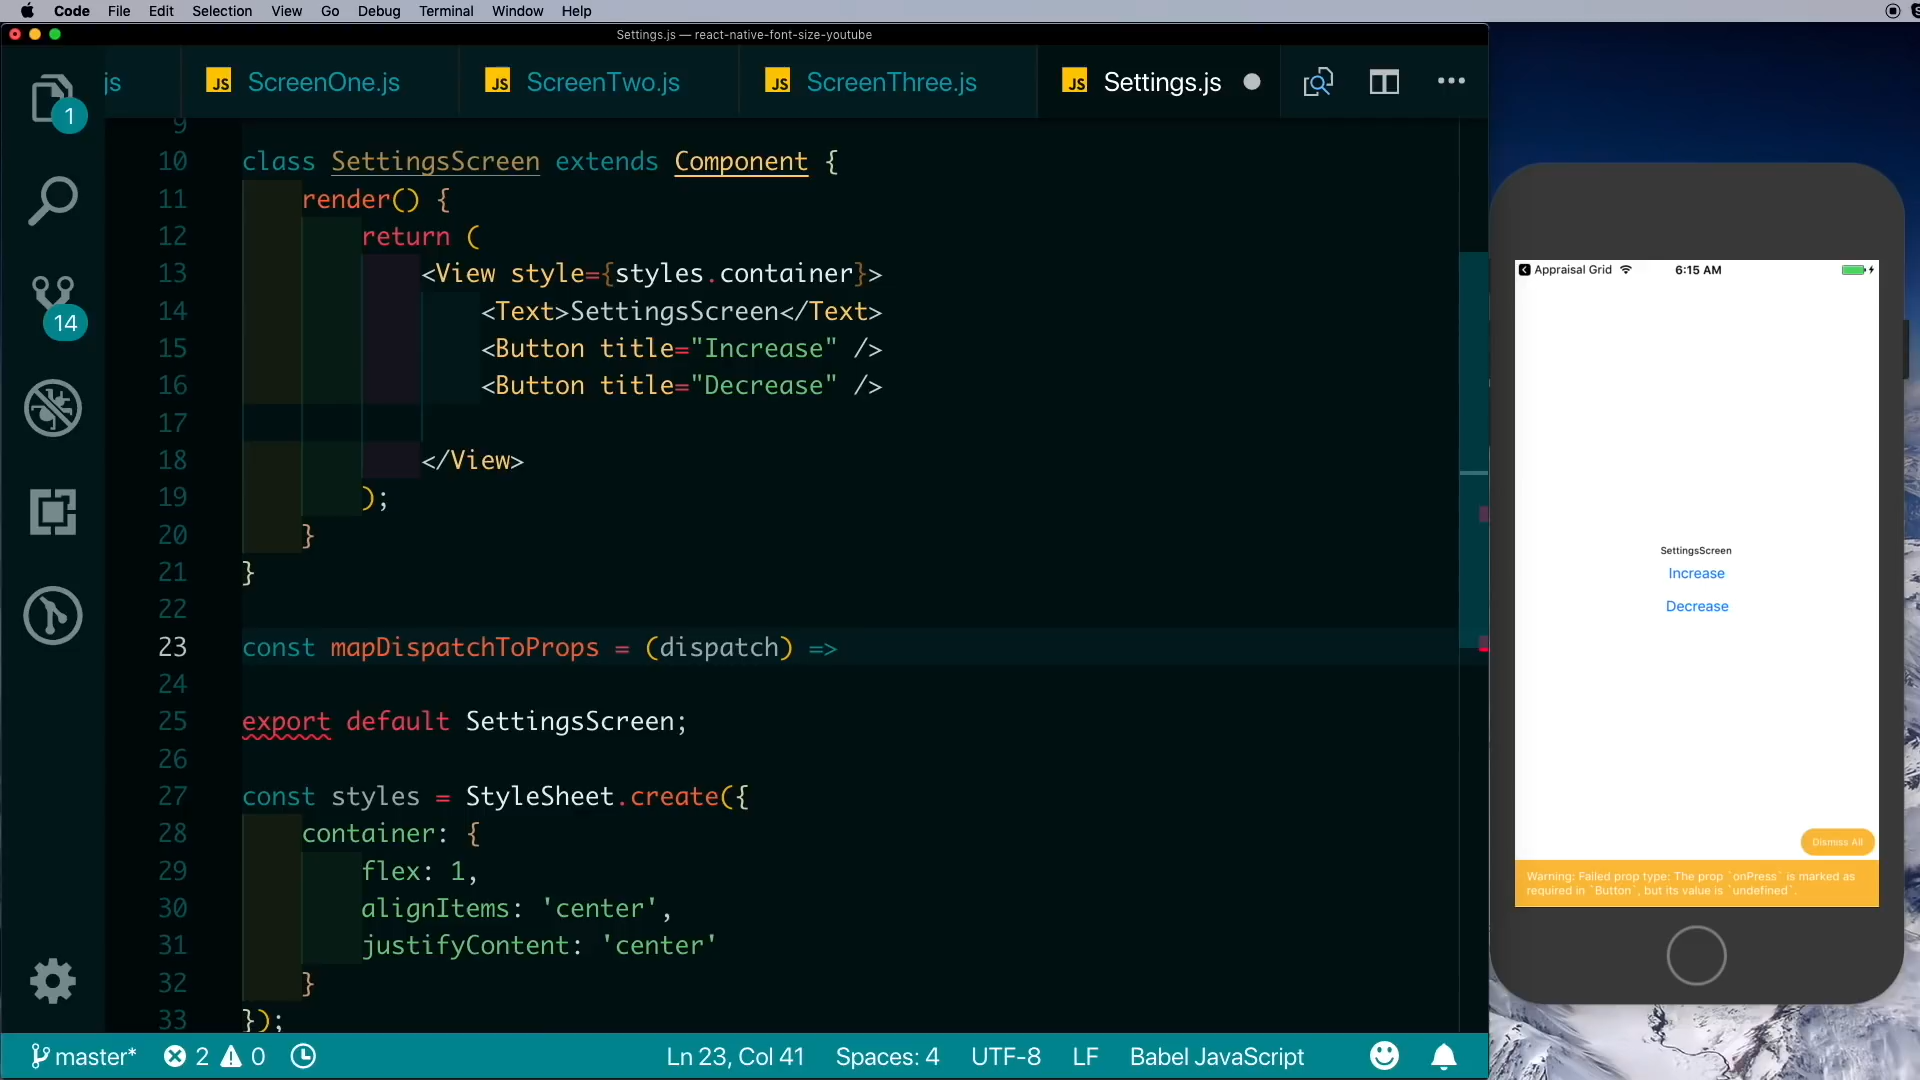 Code File Edit Selection View Go Debug Terminal Window Help
Settings.js — react-native-font-size-youtube
js ScreenOne.js ScreenTwo.js ScreenThree.js Settings.js
1
14
9
10 class SettingsScreen extends Component {
11 render() {
12 return (
13 <View style={styles.container}>
14 <Text>SettingsScreen</Text>
15 <Button title="Increase" />
16 <Button title="Decrease" />
17
18 </View>
19 );
20 }
21 }
22
23 const mapDispatchToProps = (dispatch) =>
24
25 export default SettingsScreen;
26
27 const styles = StyleSheet.create({
28 container: {
29 flex: 1,
30 alignItems: 'center',
31 justifyContent: 'center'
32 }
33 });
master* 2 0 Ln 23, Col 41 Spaces: 4 UTF-8 LF Babel JavaScript
Appraisal Grid 6:15 AM
SettingsScreen
Increase
Decrease
Dismiss All
Warning: Failed prop type: The prop `onPress` is marked as
required in `Button`, but its value is `undefined`.